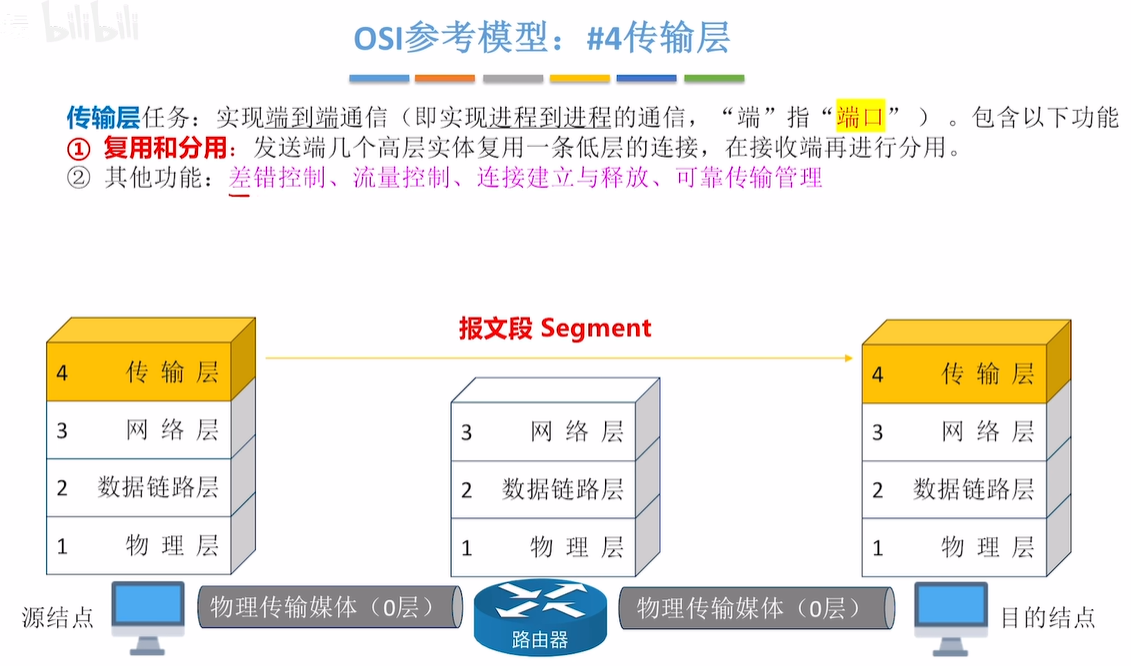 bilibili
OSI参考模型：#4传输层
传输层任务：实现端到端通信（即实现进程到进程的通信，“端”指“端口”）。包含以下功能
① 复用和分用：发送端几个高层实体复用一条低层的连接，在接收端再进行分用。
② 其他功能：差错控制、流量控制、连接建立与释放、可靠传输管理
报文段 Segment
4 传输层
3 网络层
2 数据链路层
1 物理层
3 网络层
2 数据链路层
1 物理层
4 传输层
3 网络层
2 数据链路层
1 物理层
源结点
物理传输媒体（0层）
路由器
物理传输媒体（0层）
目的结点